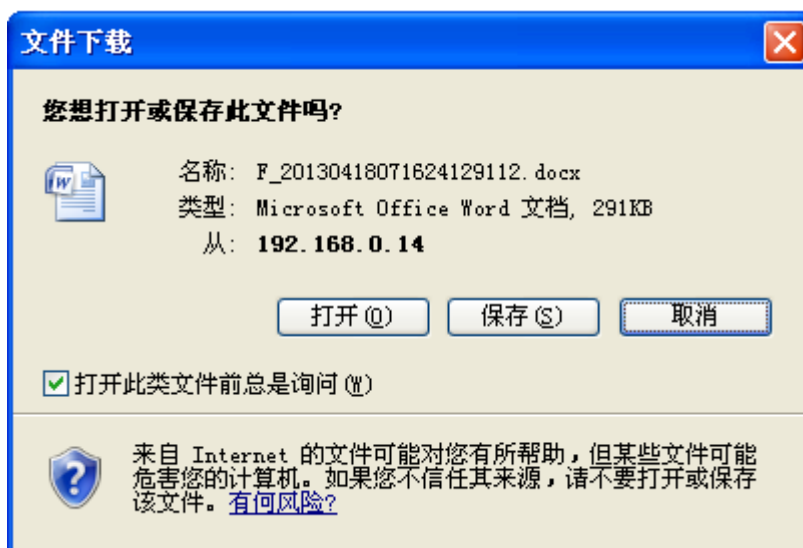 文件下载
您想打开或保存此文件吗?
名称: F_20130418071624129112.docx
类型: Microsoft Office Word 文档, 291KB
从: 192.168.0.14
打开(O) 保存(S) 取消
打开此类文件前总是询问(W)
来自 Internet 的文件可能对您有所帮助,但某些文件可能
危害您的计算机。如果您不信任其来源,请不要打开或保存
该文件。有何风险?